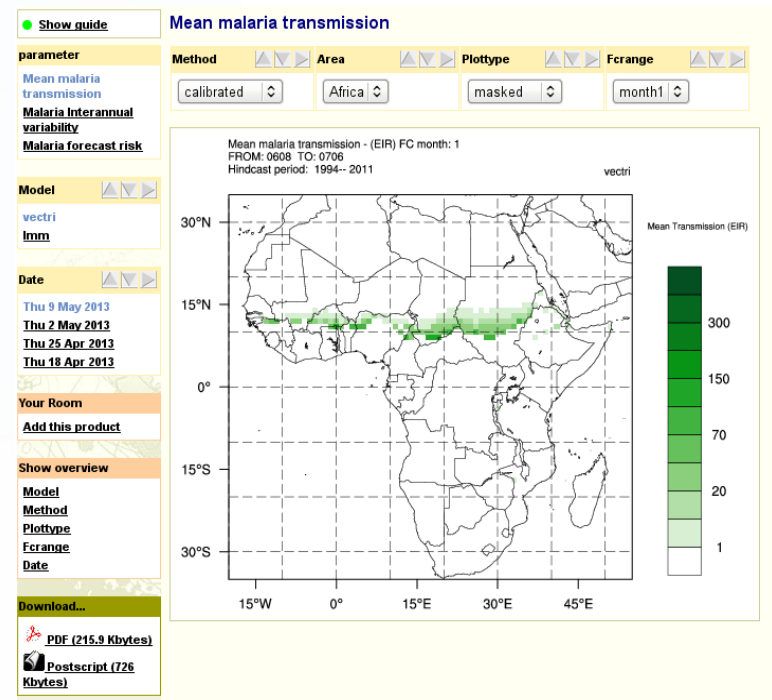 Show guide
parameter
Mean malaria
transmission
Malaria Interannual
variability
Malaria forecast risk
Model
vectri
lmm
Date
Thu 9 May 2013
Thu 2 May 2013
Thu 25 Apr 2013
Thu 18 Apr 2013
Your Room
Add this product
Show overview
Model
Method
Plottype
Fcrange
Date
Download...
PDF (215.9 Kbytes)
Postscript (726
Kbytes)
Mean malaria transmission
Method Area Plottype Fcrange
calibrated Africa masked month1
Mean malaria transmission - (EIR) FC month: 1
FROM: 0608 TO: 0706
Hindcast period: 1994-- 2011
vectri
30°N
15°N
0°
15°S
30°S
15°W 0° 15°E 30°E 45°E
Mean Transmission (EIR)
300
150
70
20
1